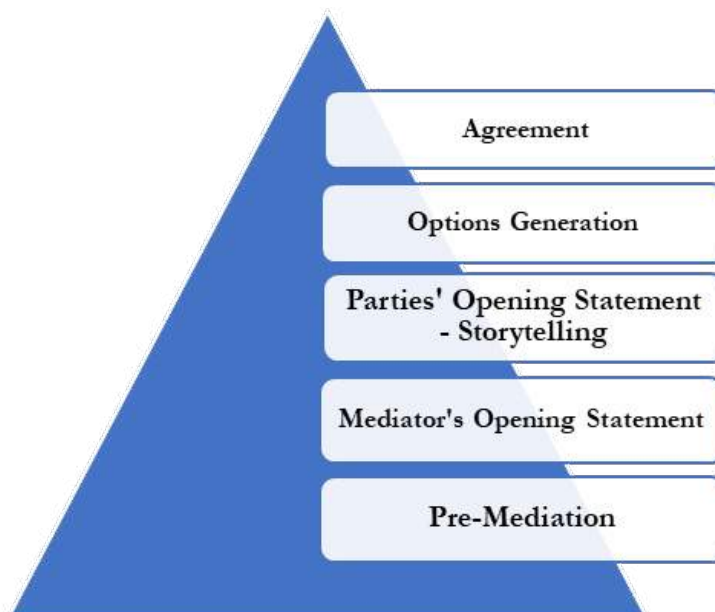 Agreement
Options Generation
Parties' Opening Statement
- Storytelling
Mediator's Opening Statement
Pre-Mediation